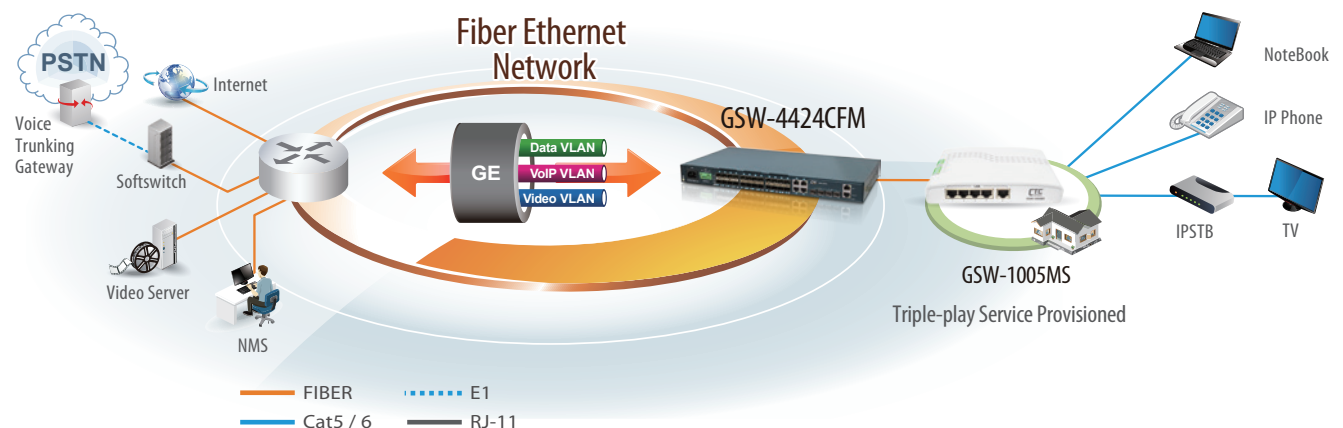 Fiber Ethernet
Network
PSTN
Internet
Voice
Trunking
Gateway
Softswitch
Video Server
NMS
GE
Data VLAN
VoIP VLAN
Video VLAN
GSW-4424CFM
CTC
GSW-1005MS
Triple-play Service Provisioned
NoteBook
IP Phone
IPSTB
TV
FIBER
E1
Cat5 / 6
RJ-11